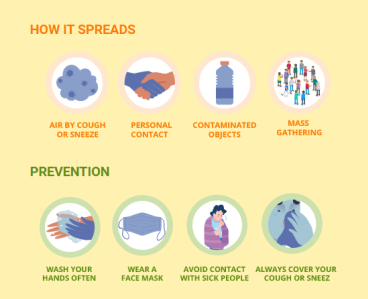 HOW IT SPREADS
AIR BY COUGH
OR SNEEZE
PERSONAL
CONTACT
CONTAMINATED
OBJECTS
MASS
GATHERING
PREVENTION
WASH YOUR
HANDS OFTEN
WEAR A
FACE MASK
AVOID CONTACT
WITH SICK PEOPLE
ALWAYS COVER YOUR
COUGH OR SNEEZ